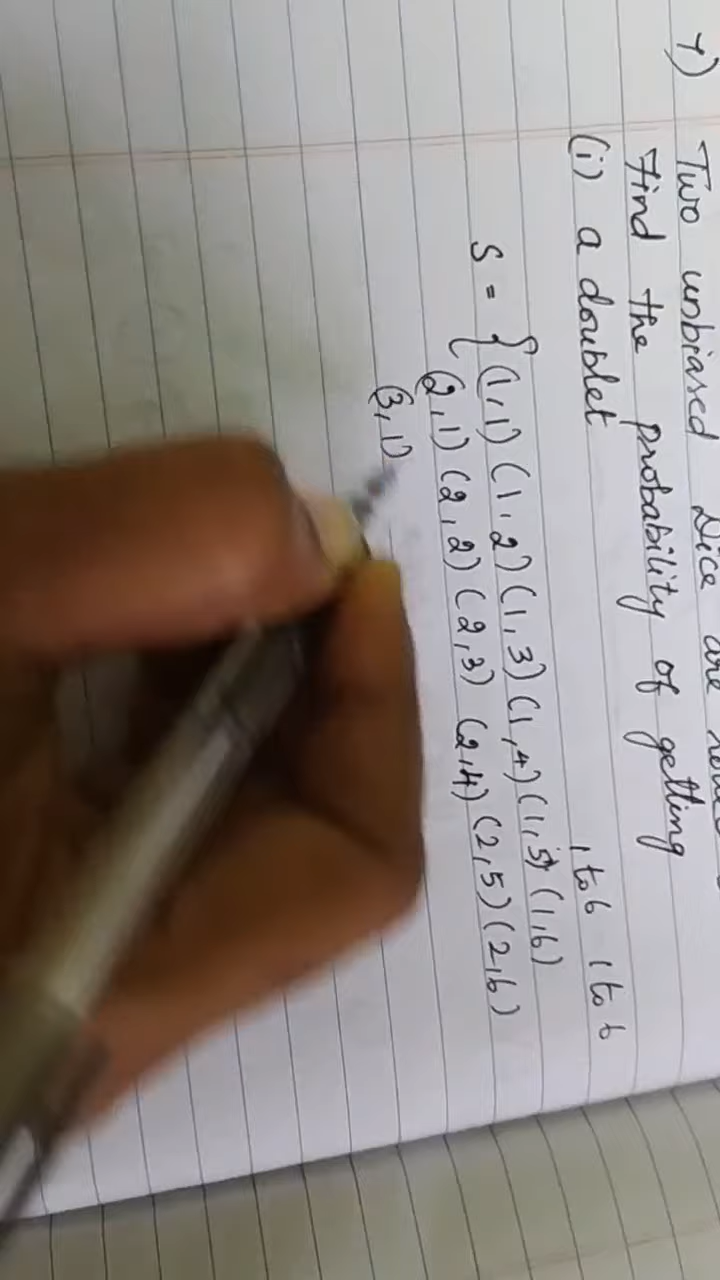 7) Two unbiased Dice are
Find the probability of getting
(i) a doublet
1 to 6 1 to 6
S = { (1,1) (1,2) (1,3) (1,4) (1,5) (1,6)
(2,1) (2,2) (2,3) (2,4) (2,5) (2,6)
(3,1)